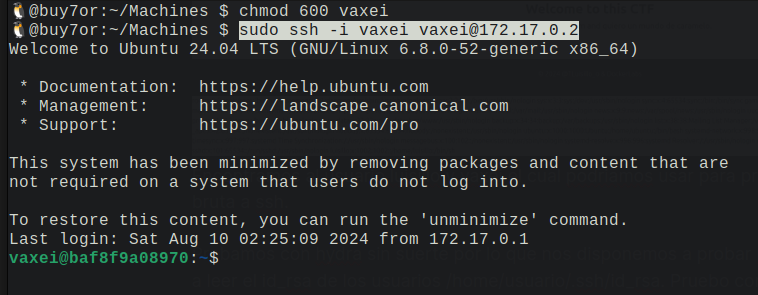 🐧@buy7or:~/Machines $ chmod 600 vaxei
🐧@buy7or:~/Machines $ sudo ssh -i vaxei vaxei@172.17.0.2
Welcome to Ubuntu 24.04 LTS (GNU/Linux 6.8.0-52-generic x86_64)
* Documentation: https://help.ubuntu.com
* Management: https://landscape.canonical.com
* Support: https://ubuntu.com/pro
This system has been minimized by removing packages and content that are
not required on a system that users do not log into.
To restore this content, you can run the 'unminimize' command.
Last login: Sat Aug 10 02:25:09 2024 from 172.17.0.1
vaxei@baf8f9a08970:~$